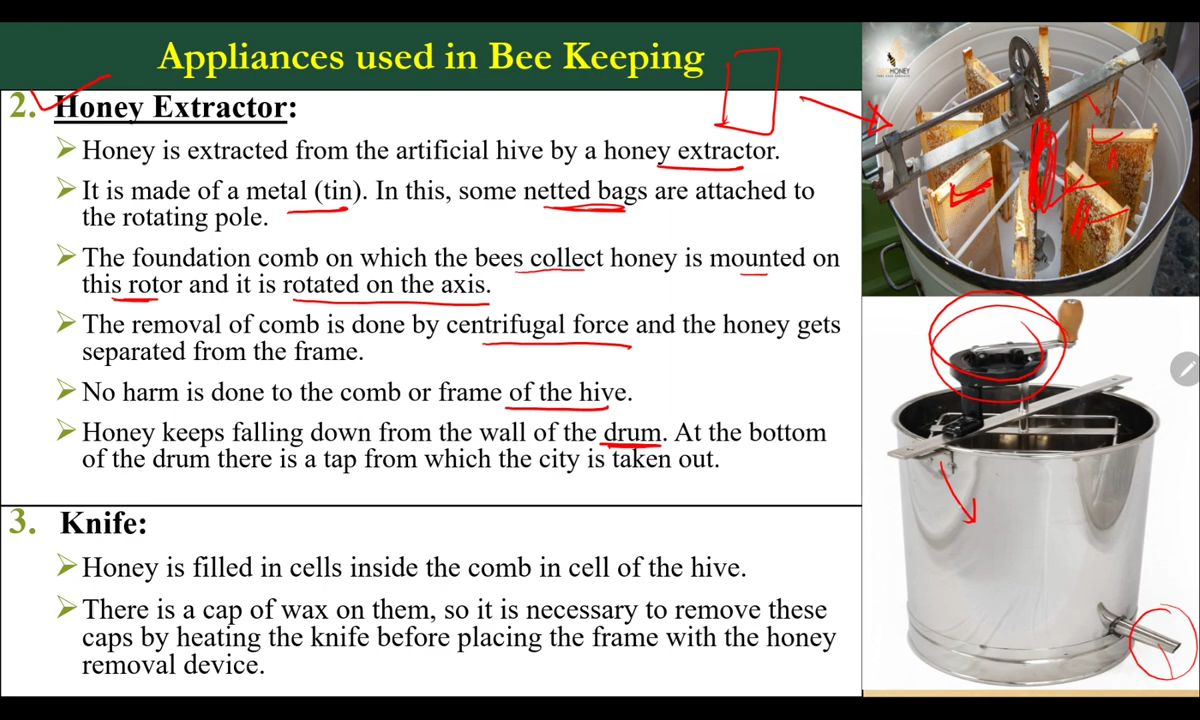 Appliances used in Bee Keeping
2. Honey Extractor:
Honey is extracted from the artificial hive by a honey extractor.
It is made of a metal (tin). In this, some netted bags are attached to
the rotating pole.
The foundation comb on which the bees collect honey is mounted on
this rotor and it is rotated on the axis.
The removal of comb is done by centrifugal force and the honey gets
separated from the frame.
No harm is done to the comb or frame of the hive.
Honey keeps falling down from the wall of the drum. At the bottom
of the drum there is a tap from which the city is taken out.
3. Knife:
Honey is filled in cells inside the comb in cell of the hive.
There is a cap of wax on them, so it is necessary to remove these
caps by heating the knife before placing the frame with the honey
removal device.
HONEY